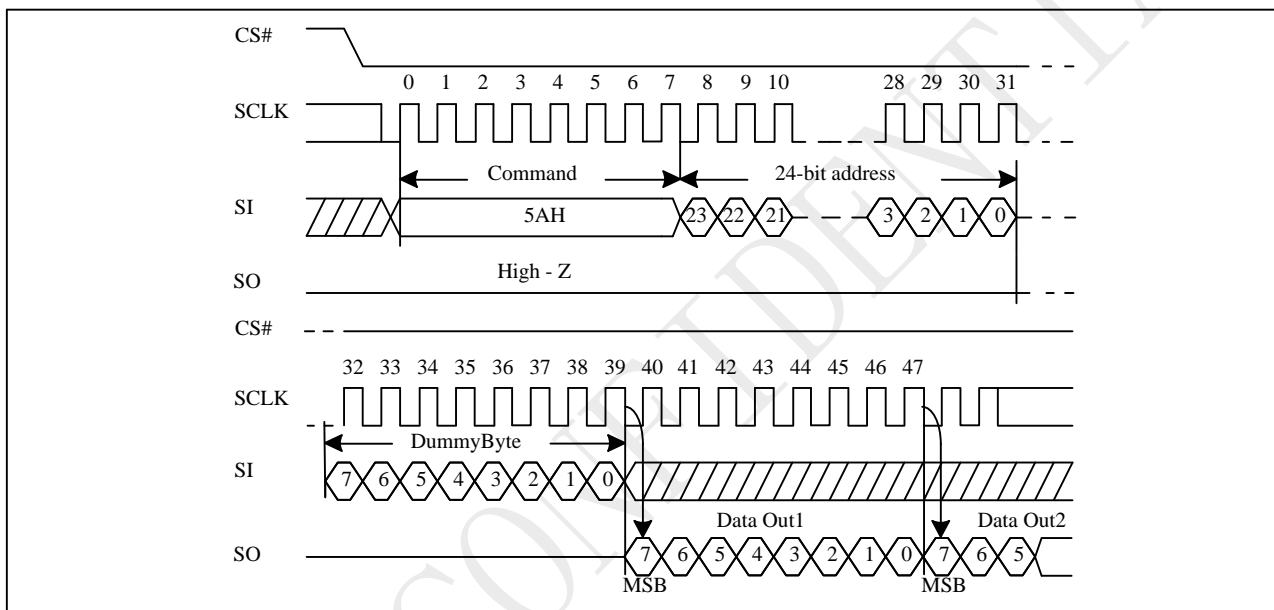 CS#
0 1 2 3 4 5 6 7 8 9 10 28 29 30 31
SCLK
Command 24-bit address
SI 5AH 23 22 21 3 2 1 0
High - Z
SO
CS#
32 33 34 35 36 37 38 39 40 41 42 43 44 45 46 47
SCLK
DummyByte
SI 7 6 5 4 3 2 1 0
Data Out1 Data Out2
SO 7 6 5 4 3 2 1 0 7 6 5
MSB MSB
CONFIDENTIA